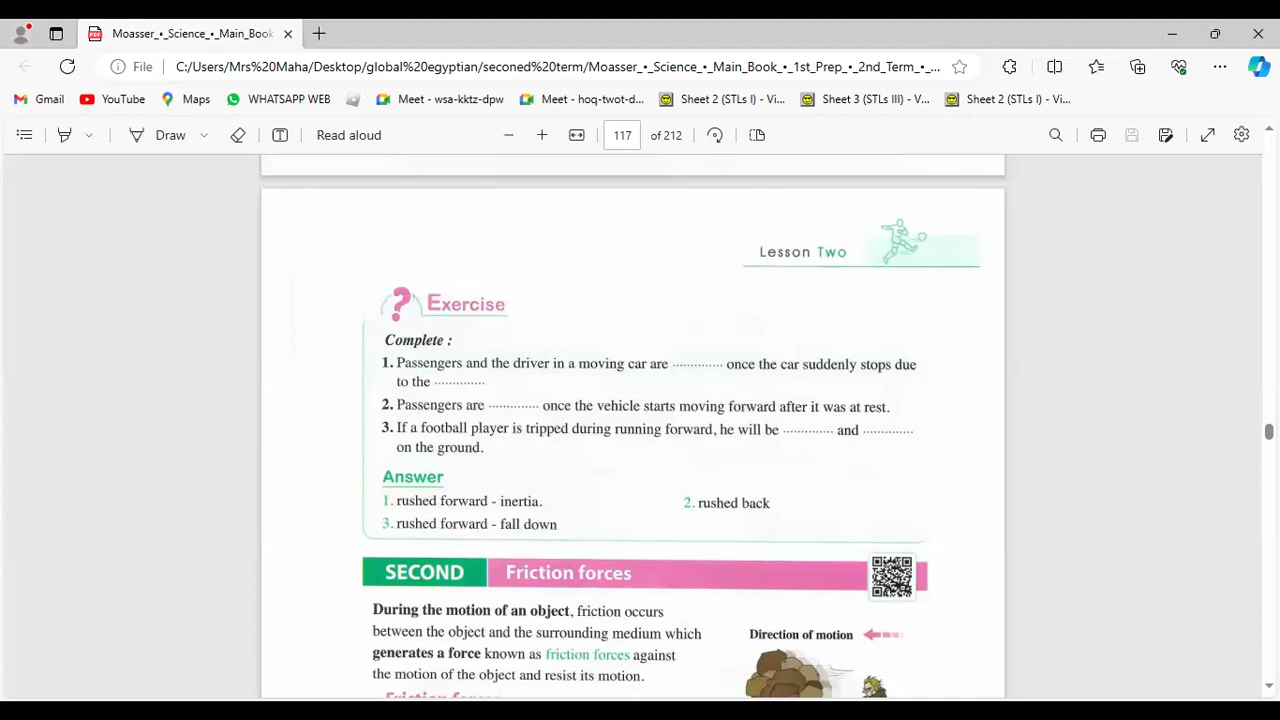 Moasser_•_Science_•_Main_Book
File
C:/Users/Mrs%20Maha/Desktop/global%20egyptian/seconed%20term/Moasser_•_Science_•_Main_Book_•_1st_Prep_•_2nd_Term_•_...
Gmail YouTube Maps WHATSAPP WEB Meet - wsa-kktz-dpw Meet - hoq-twot-d... Sheet 2 (STLs I) - Vi... Sheet 3 (STLs III) - V... Sheet 2 (STLs I) - Vi...
Draw Read aloud 117 of 212
Lesson Two
? Exercise
Complete :
1. Passengers and the driver in a moving car are ............. once the car suddenly stops due
to the .............
2. Passengers are ............. once the vehicle starts moving forward after it was at rest.
3. If a football player is tripped during running forward, he will be ............. and .............
on the ground.
Answer
1. rushed forward - inertia.
2. rushed back
3. rushed forward - fall down
SECOND Friction forces
During the motion of an object, friction occurs
between the object and the surrounding medium which
generates a force known as friction forces against
the motion of the object and resist its motion.
Direction of motion
Friction forces